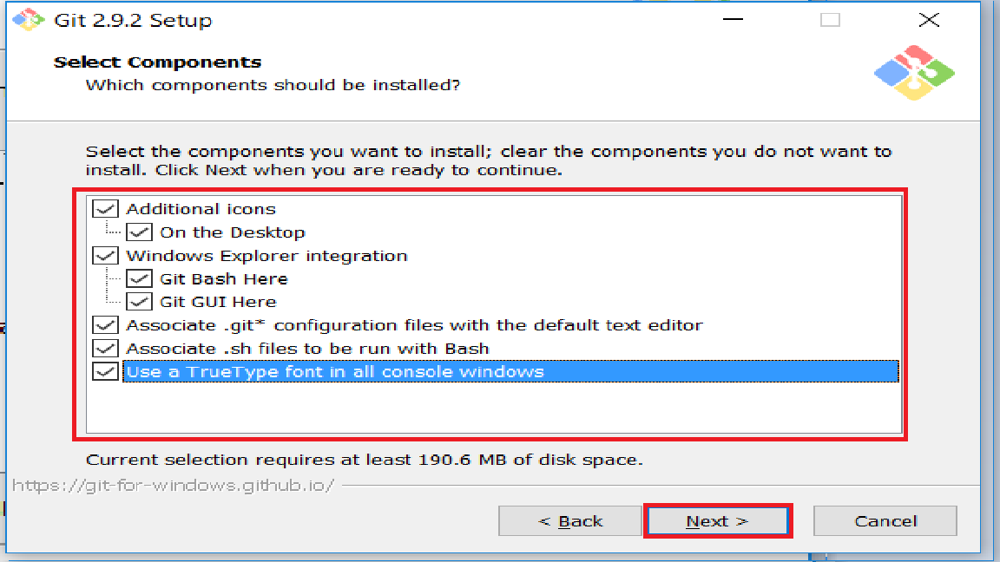 Git 2.9.2 Setup
Select Components
Which components should be installed?
Select the components you want to install; clear the components you do not want to
install. Click Next when you are ready to continue.
Additional icons
On the Desktop
Windows Explorer integration
Git Bash Here
Git GUI Here
Associate .git* configuration files with the default text editor
Associate .sh files to be run with Bash
Use a TrueType font in all console windows
Current selection requires at least 190.6 MB of disk space.
https://git-for-windows.github.io/
< Back
Next >
Cancel